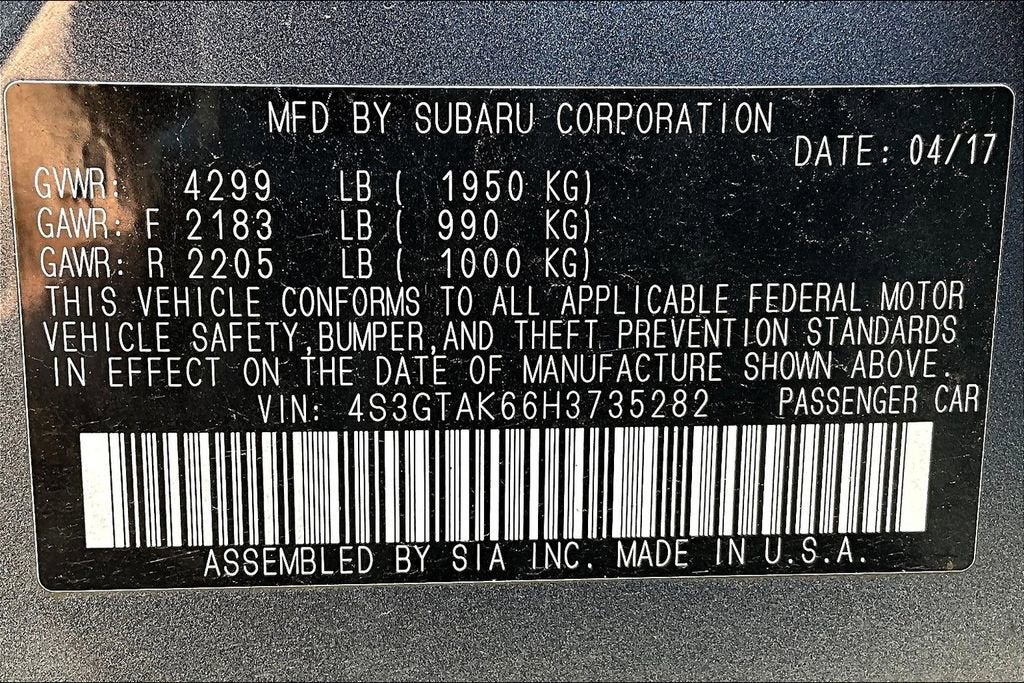 MFD BY SUBARU CORPORATION
DATE: 04/17
GVWR: 4299 LB ( 1950 KG)
GAWR: F 2183 LB ( 990 KG)
GAWR: R 2205 LB ( 1000 KG)
THIS VEHICLE CONFORMS TO ALL APPLICABLE FEDERAL MOTOR
VEHICLE SAFETY,BUMPER,AND THEFT PREVENTION STANDARDS
IN EFFECT ON THE DATE OF MANUFACTURE SHOWN ABOVE.
VIN: 4S3GTAK66H3735282 PASSENGER CAR
ASSEMBLED BY SIA INC. MADE IN U.S.A.